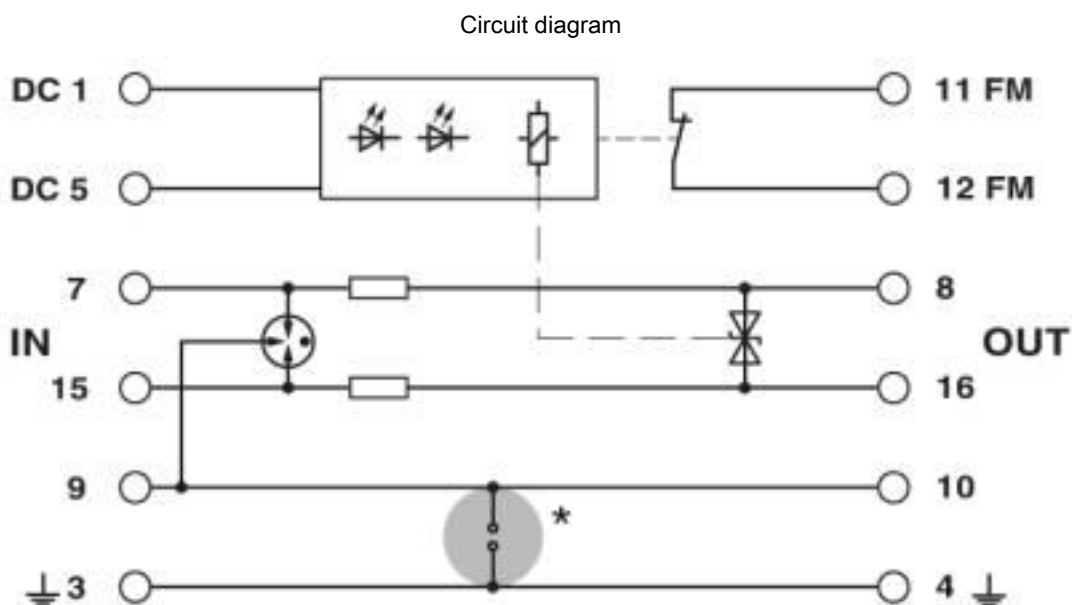 Circuit diagram
DC 1 11 FM
DC 5 12 FM
7 8
IN OUT
15 16
9 10
*
3 4